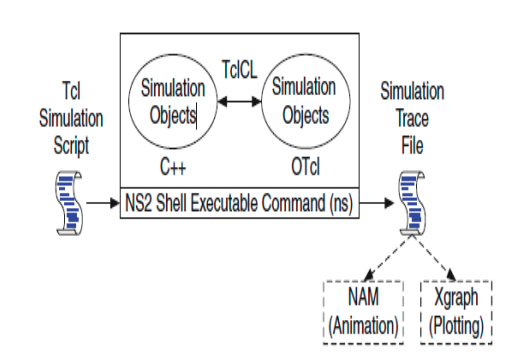 Tcl
Simulation
Script
Simulation
Objects
C++
TclCL
Simulation
Objects
OTcl
NS2 Shell Executable Command (ns)
Simulation
Trace
File
NAM
(Animation)
Xgraph
(Plotting)